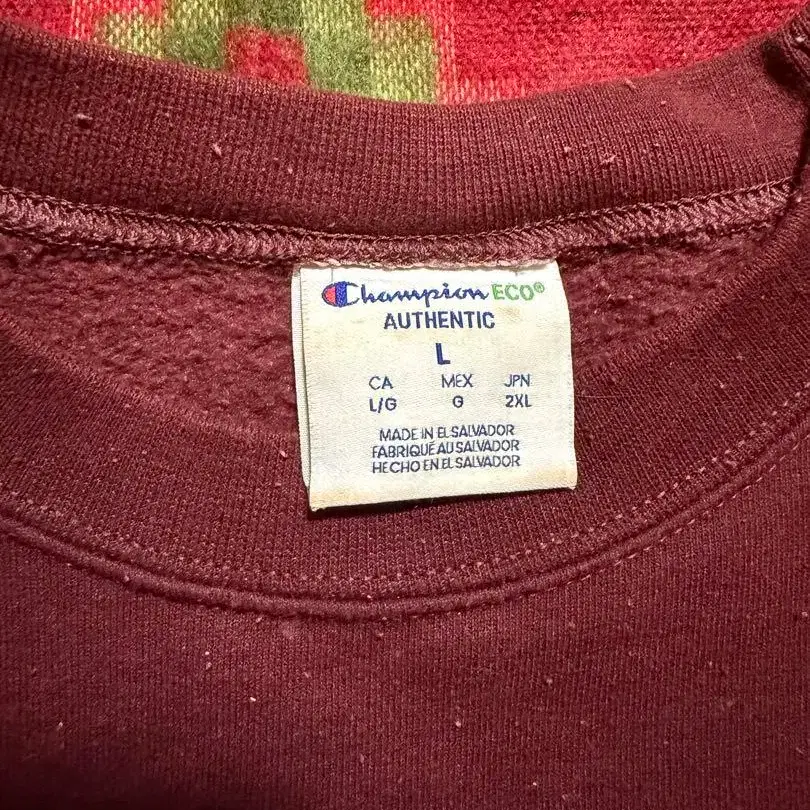 Champion ECO®
AUTHENTIC
L
CA MEX JPN
L/G G 2XL
MADE IN EL SALVADOR
FABRIQUÉ AU SALVADOR
HECHO EN EL SALVADOR